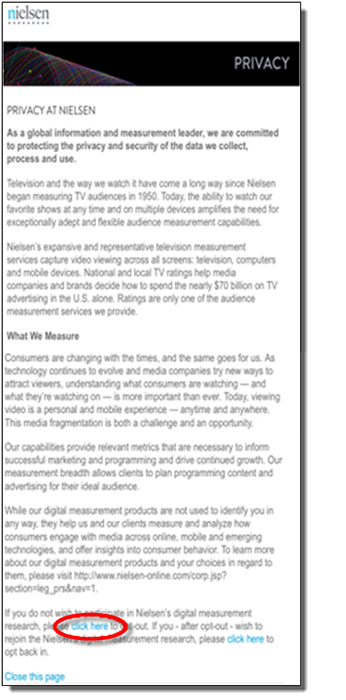 nielsen
PRIVACY
PRIVACY AT NIELSEN
As a global information and measurement leader, we are committed
to protecting the privacy and security of the data we collect,
process and use.
Television and the way we watch it have come a long way since Nielsen
began measuring TV audiences in 1950. Today, the ability to watch our
favorite shows at any time and on multiple devices amplifies the need for
exceptionally adept and flexible audience measurement capabilities.
Nielsen's expansive and representative television measurement
services capture video viewing across all screens: television, computers
and mobile devices. National and local TV ratings help media
companies and brands decide how to spend the nearly $70 billion on TV
advertising in the U.S. alone. Ratings are only one of the audience
measurement services we provide.
What We Measure
Consumers are changing with the times, and the same goes for us. As
technology continues to evolve and media companies try new ways to
attract viewers, understanding what consumers are watching — and
what they're watching on — is more important than ever. Today, viewing
video is a personal and mobile experience — anytime and anywhere.
This media fragmentation is both a challenge and an opportunity.
Our capabilities provide relevant metrics that are necessary to inform
successful marketing and programming and drive continued growth. Our
measurement breadth allows clients to plan programming content and
advertising for their ideal audience.
While our digital measurement products are not used to identify you in
any way, they help us and our clients measure and analyze how
consumers engage with media across online, mobile and emerging
technologies, and offer insights into consumer behavior. To learn more
about our digital measurement products and your choices in regard to
them, please visit http://www.nielsen-online.com/corp.jsp?
section=leg_prs&nav=1.
If you do not wish to participate in Nielsen's digital measurement
research, please click here to opt-out. If you - after opt-out - wish to
rejoin the Nielsen's digital measurement research, please click here to
opt back in.
Close this page